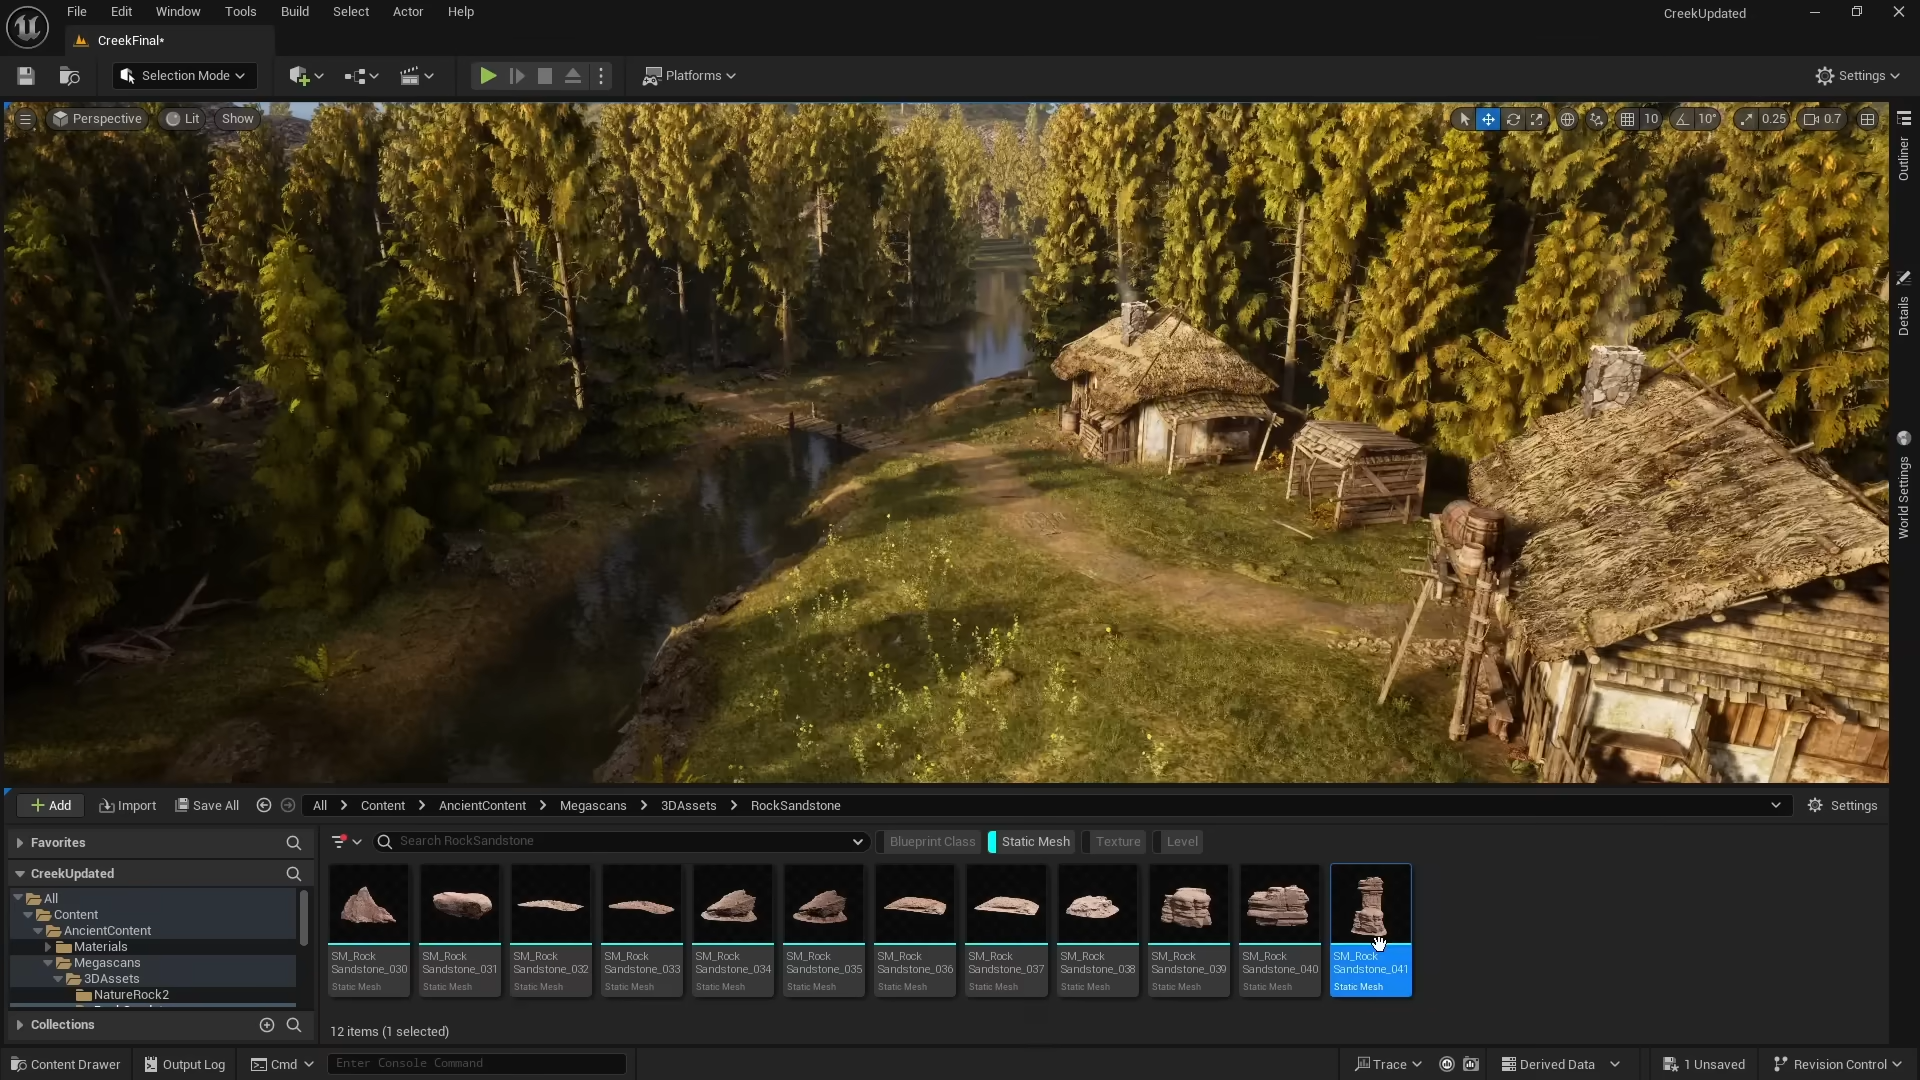 File Edit Window Tools Build Select Actor Help
CreekUpdated
CreekFinal*
Selection Mode
Platforms
Settings
Perspective
Lit
Show
10
10°
0.25
0.7
Outliner
Details
World Settings
Add
Import
Save All
All
Content
AncientContent
Megascans
3DAssets
RockSandstone
Settings
Favorites
Search RockSandstone
Blueprint Class
Static Mesh
Texture
Level
CreekUpdated
All
Content
AncientContent
Materials
Megascans
3DAssets
NatureRock2
Collections
SM_Rock
Sandstone_030
Static Mesh
SM_Rock
Sandstone_031
Static Mesh
SM_Rock
Sandstone_032
Static Mesh
SM_Rock
Sandstone_033
Static Mesh
SM_Rock
Sandstone_034
Static Mesh
SM_Rock
Sandstone_035
Static Mesh
SM_Rock
Sandstone_036
Static Mesh
SM_Rock
Sandstone_037
Static Mesh
SM_Rock
Sandstone_038
Static Mesh
SM_Rock
Sandstone_039
Static Mesh
SM_Rock
Sandstone_040
Static Mesh
SM_Rock
Sandstone_041
Static Mesh
12 items (1 selected)
Content Drawer
Output Log
Cmd
Enter Console Command
Trace
Derived Data
1 Unsaved
Revision Control